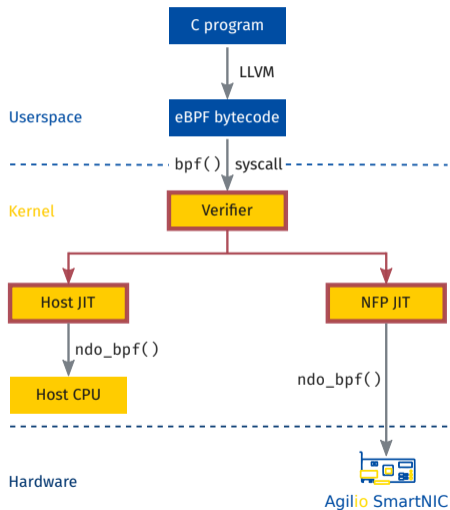 C program
LLVM
Userspace
eBPF bytecode
bpf() syscall
Kernel
Verifier
Host JIT
NFP JIT
ndo_bpf()
ndo_bpf()
Host CPU
Hardware
Agilio SmartNIC